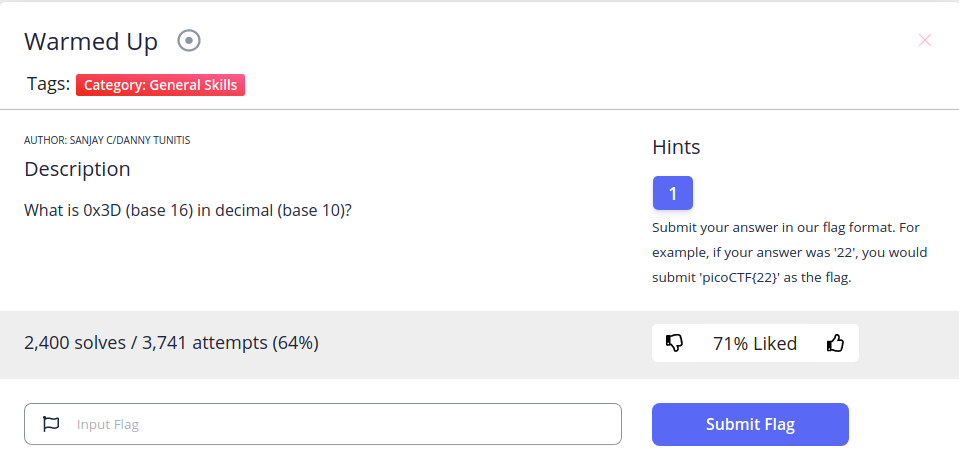 Warmed Up
Tags: Category: General Skills
AUTHOR: SANJAY C/DANNY TUNITIS
Description
What is 0x3D (base 16) in decimal (base 10)?
Hints
1
Submit your answer in our flag format. For
example, if your answer was '22', you would
submit 'picoCTF{22}' as the flag.
2,400 solves / 3,741 attempts (64%)
71% Liked
Input Flag
Submit Flag